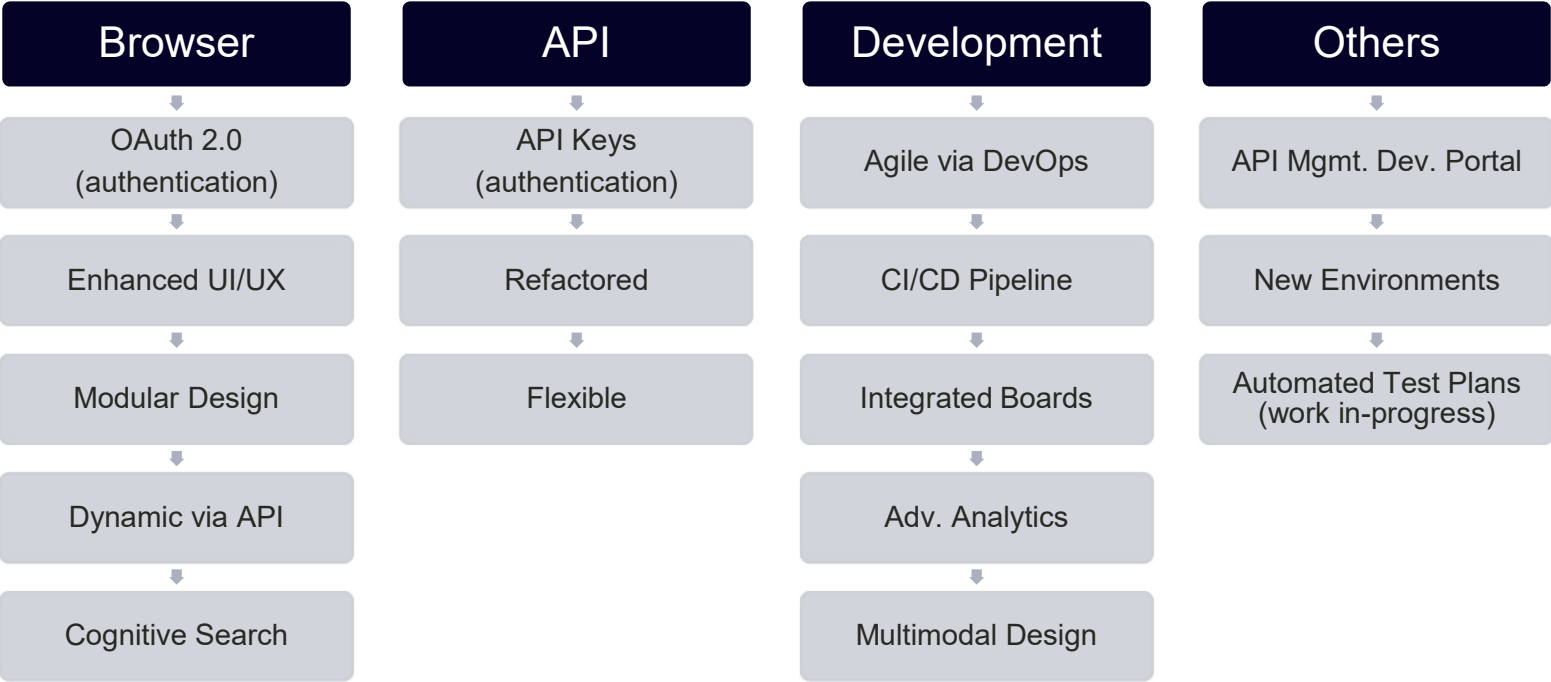 Browser
OAuth 2.0
(authentication)
Enhanced UI/UX
Modular Design
Dynamic via API
Cognitive Search
API
API Keys
(authentication)
Refactored
Flexible
Development
Agile via DevOps
CI/CD Pipeline
Integrated Boards
Adv. Analytics
Multimodal Design
Others
API Mgmt. Dev. Portal
New Environments
Automated Test Plans
(work in-progress)